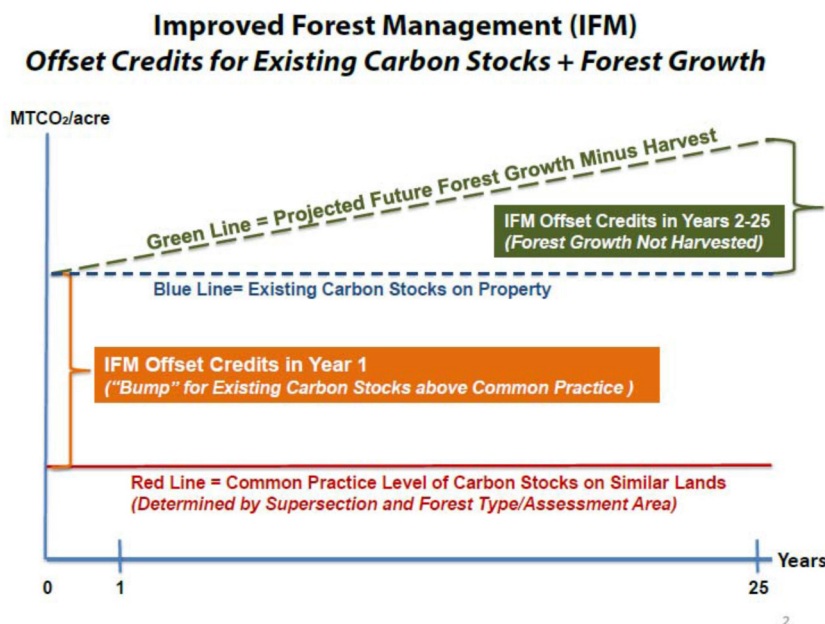 Improved Forest Management (IFM)
Offset Credits for Existing Carbon Stocks + Forest Growth
MTCO₂/acre
Green Line = Projected Future Forest Growth Minus Harvest
IFM Offset Credits in Years 2-25
(Forest Growth Not Harvested)
Blue Line= Existing Carbon Stocks on Property
IFM Offset Credits in Year 1
(“Bump” for Existing Carbon Stocks above Common Practice )
Red Line = Common Practice Level of Carbon Stocks on Similar Lands
(Determined by Supersection and Forest Type/Assessment Area)
Years
0 1 25
2